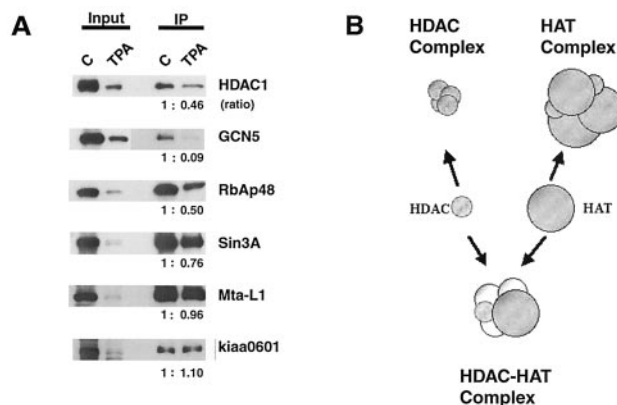 A
Input IP
C TPA C TPA
HDAC1
1 : 0.46 (ratio)
GCN5
1 : 0.09
RbAp48
1 : 0.50
Sin3A
1 : 0.76
Mta-L1
1 : 0.96
kiaa0601
1 : 1.10
B
HDAC HAT
Complex Complex
HDAC HAT
HDAC-HAT
Complex